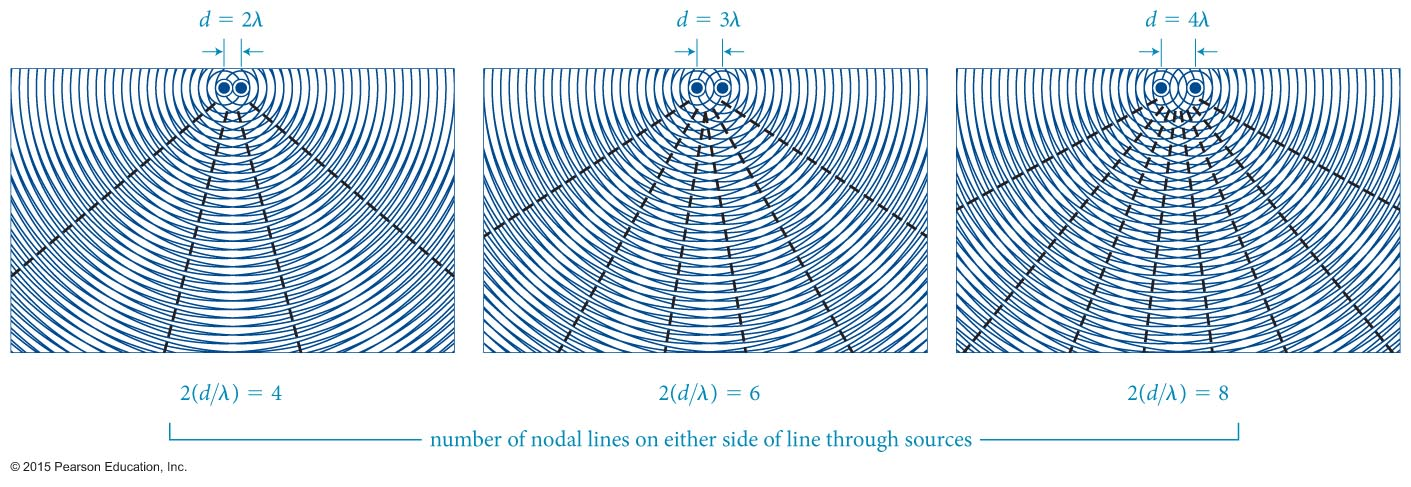 d = 2λ
d = 3λ
d = 4λ
2(d/λ) = 4
2(d/λ) = 6
2(d/λ) = 8
number of nodal lines on either side of line through sources
© 2015 Pearson Education, Inc.